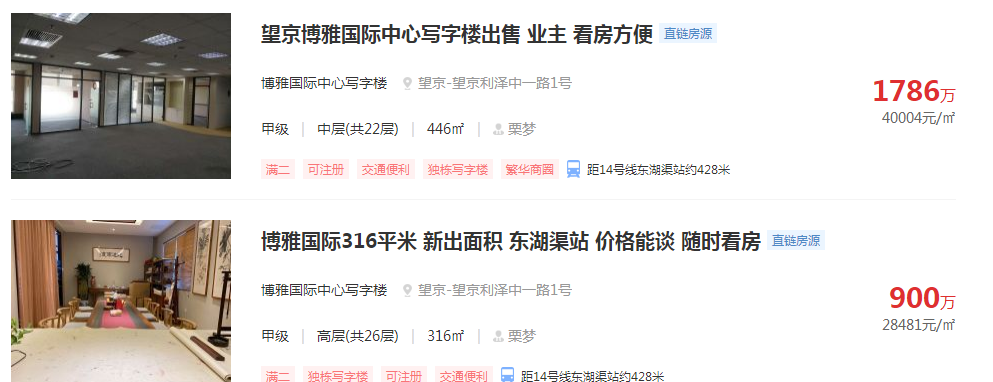 望京博雅国际中心写字楼出售 业主 看房方便 直链房源
博雅国际中心写字楼 望京-望京利泽中一路1号
1786万
40004元/㎡
甲级 | 中层(共22层) | 446㎡ | 栗梦
满二 可注册 交通便利 独栋写字楼 繁华商圈 距14号线东湖渠站约428米
博雅国际316平米 新出面积 东湖渠站 价格能谈 随时看房 直链房源
博雅国际中心写字楼 望京-望京利泽中一路1号
900万
28481元/㎡
甲级 | 高层(共26层) | 316㎡ | 栗梦
满二 独栋写字楼 可注册 交通便利 距14号线东湖渠站约428米